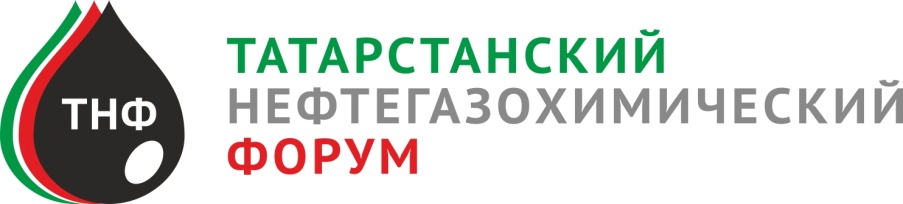 ТНФ
ТАТАРСТАНСКИЙ
НЕФТЕГАЗОХИМИЧЕСКИЙ
ФОРУМ